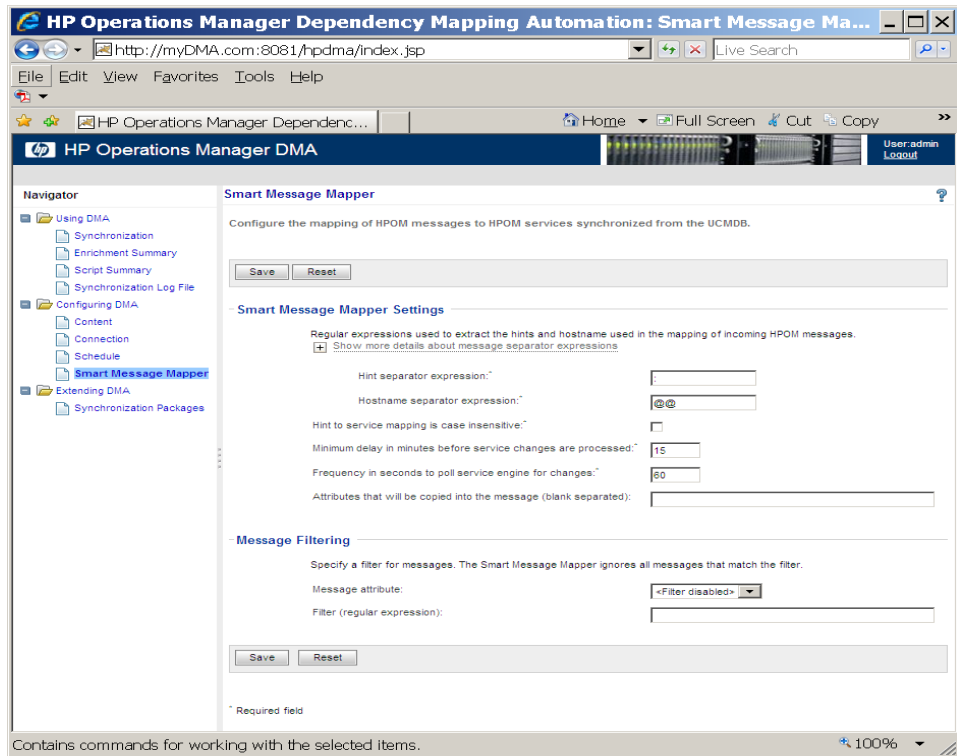 HP Operations Manager Dependency Mapping Automation: Smart Message Ma...
http://myDMA.com:8081/hpdma/index.jsp
Live Search
File Edit View Favorites Tools Help
HP Operations Manager Dependenc...
Home Full Screen Cut Copy »
hp HP Operations Manager DMA
User:admin
Logout
Navigator
Using DMA
Synchronization
Enrichment Summary
Script Summary
Synchronization Log File
Configuring DMA
Content
Connection
Schedule
Smart Message Mapper
Extending DMA
Synchronization Packages
Smart Message Mapper ?
Configure the mapping of HPOM messages to HPOM services synchronized from the UCMDB.
Save Reset
Smart Message Mapper Settings
Regular expressions used to extract the hints and hostname used in the mapping of incoming HPOM messages.
+ Show more details about message separator expressions
Hint separator expression:* :
Hostname separator expression:* @@
Hint to service mapping is case insensitive:*
Minimum delay in minutes before service changes are processed:* 15
Frequency in seconds to poll service engine for changes:* 60
Attributes that will be copied into the message (blank separated):
Message Filtering
Specify a filter for messages. The Smart Message Mapper ignores all messages that match the filter.
Message attribute: <Filter disabled>
Filter (regular expression):
Save Reset
* Required field
Contains commands for working with the selected items. 100%